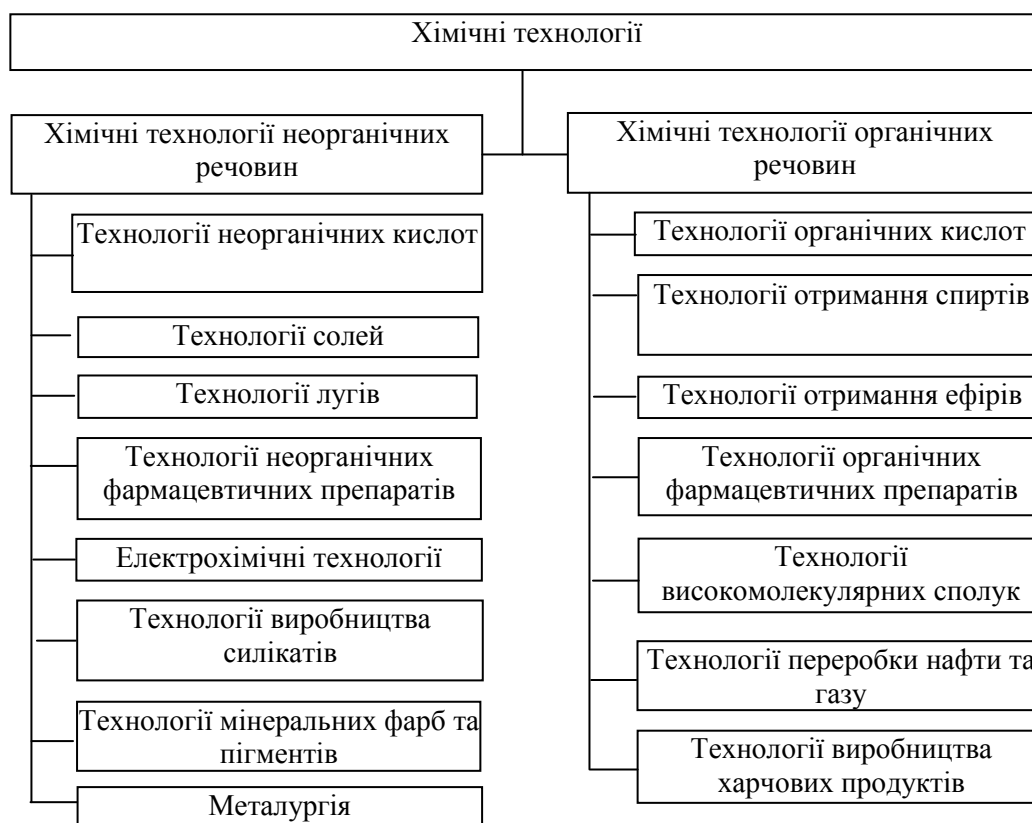 Хімічні технології
Хімічні технології неорганічних
речовин
Технології неорганічних кислот
Технології солей
Технології лугів
Технології неорганічних
фармацевтичних препаратів
Електрохімічні технології
Технології виробництва
силікатів
Технології мінеральних фарб та
пігментів
Металургія
Хімічні технології органічних
речовин
Технології органічних кислот
Технології отримання спиртів
Технології отримання ефірів
Технології органічних
фармацевтичних препаратів
Технології
високомолекулярних сполук
Технології переробки нафти та
газу
Технології виробництва
харчових продуктів